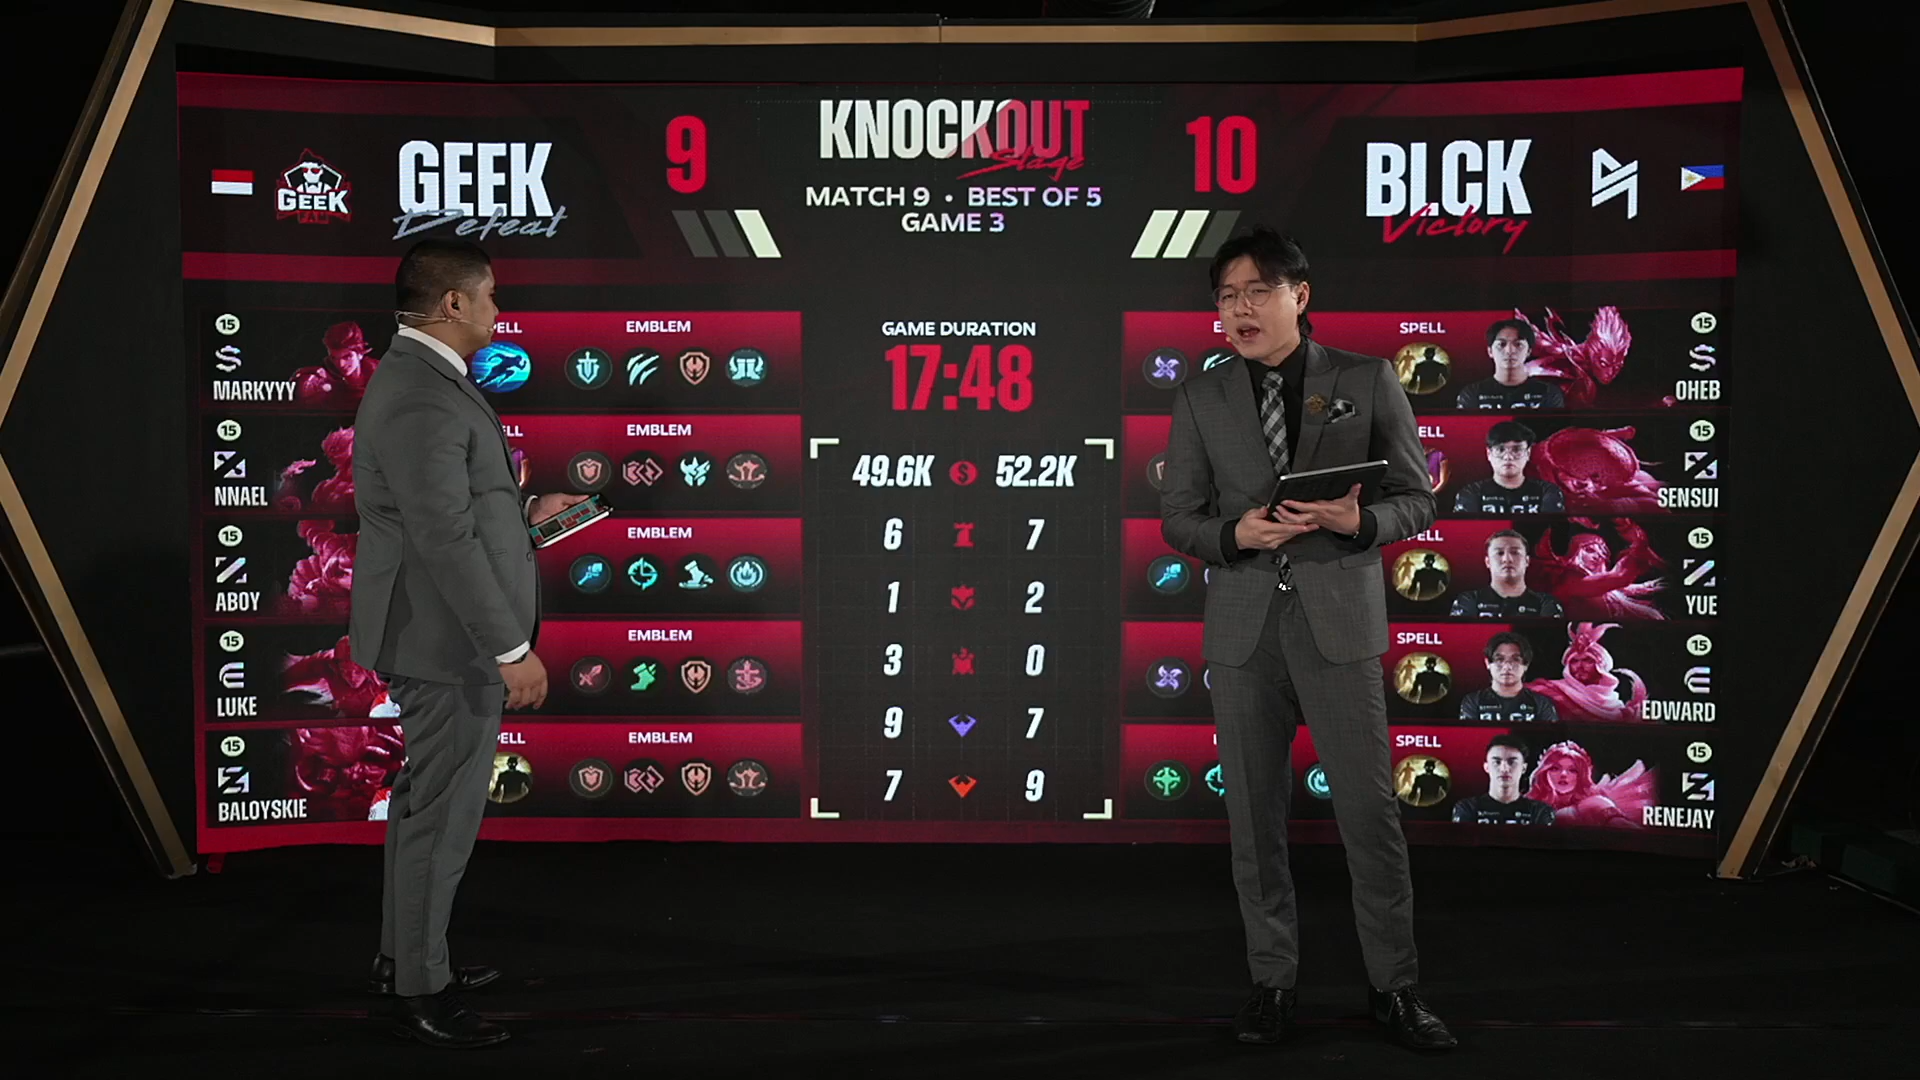 KNOCKOUT
Stage
MATCH 9 • BEST OF 5
GAME 3
GEEK
FAM
GEEK
Defeat
9
10
BLCK
Victory
GAME DURATION
17:48
49.6K 52.2K
6 7
1 2
3 0
9 7
7 9
15
MARKYYY
EMBLEM
15
NNAEL
EMBLEM
15
ABOY
EMBLEM
15
LUKE
EMBLEM
15
BALOYSKIE
EMBLEM
SPELL
15
OHEB
15
SENSUI
15
YUE
SPELL
15
EDWARD
SPELL
15
RENEJAY